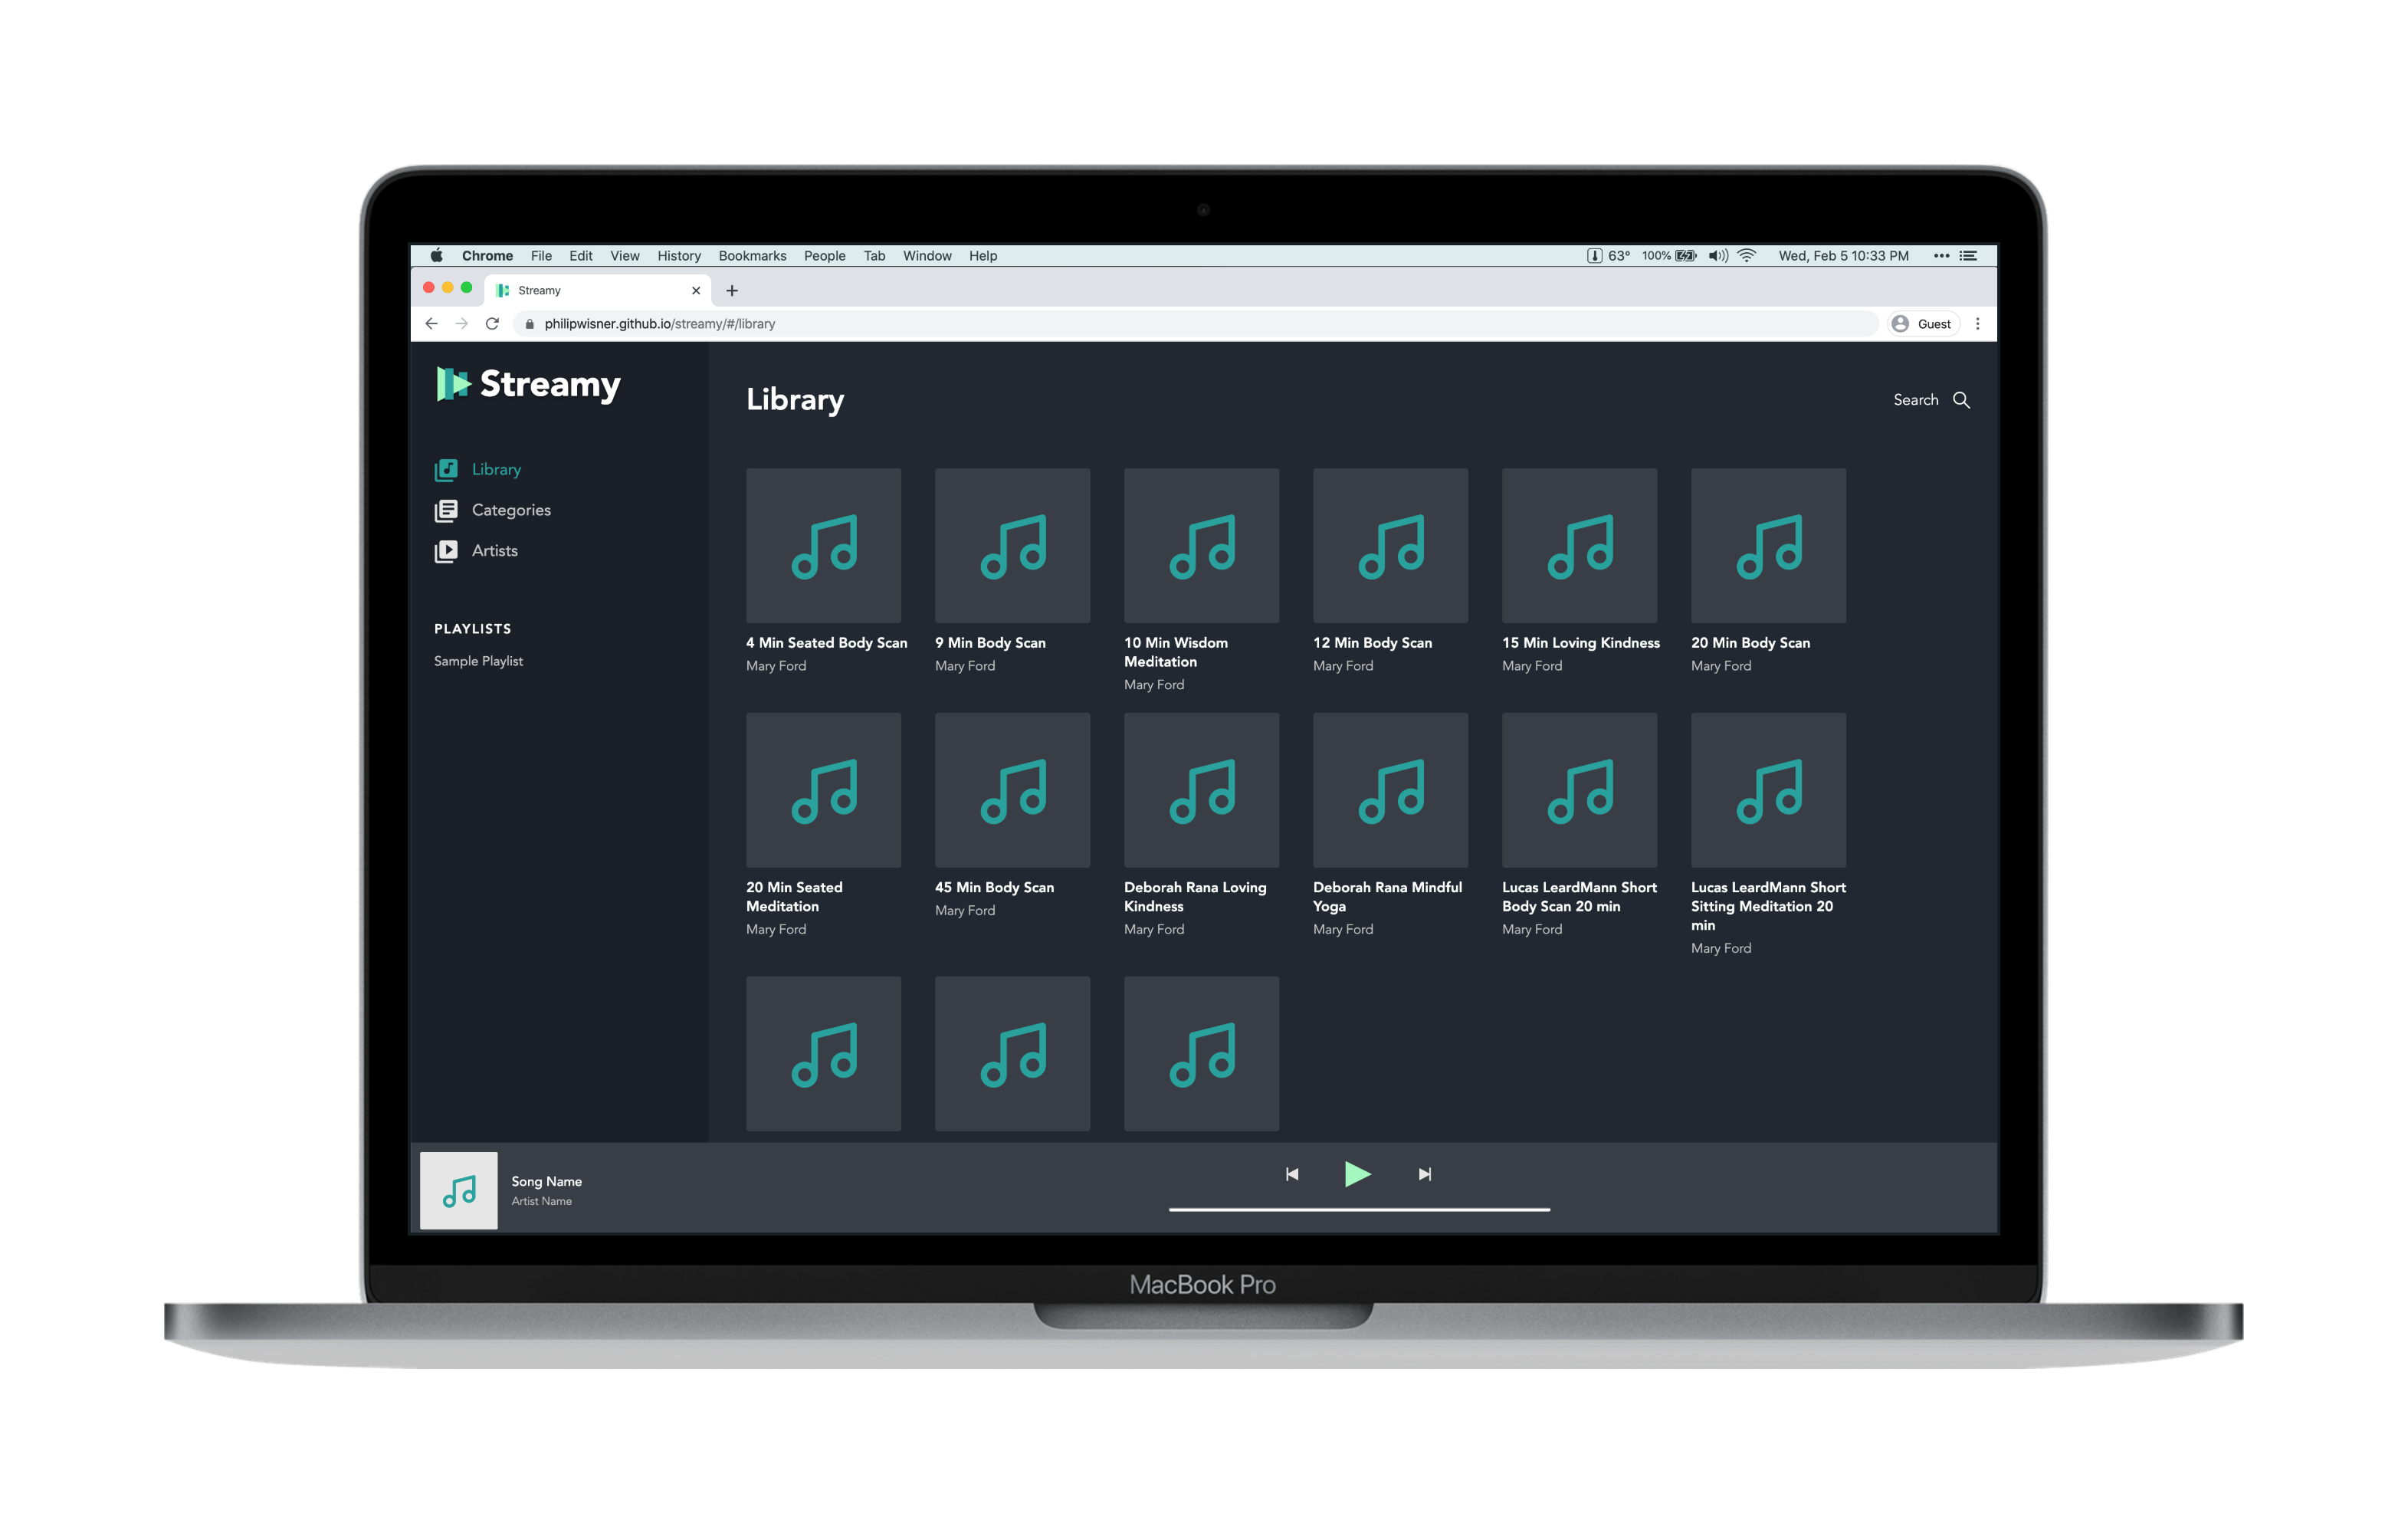 Chrome File Edit View History Bookmarks People Tab Window Help 63° 100% Wed, Feb 5 10:33 PM
Streamy
philipwisner.github.io/streamy/#/library Guest
Streamy
Library
Categories
Artists
PLAYLISTS
Sample Playlist
Library
Search
4 Min Seated Body Scan
Mary Ford
9 Min Body Scan
Mary Ford
10 Min Wisdom
Meditation
Mary Ford
12 Min Body Scan
Mary Ford
15 Min Loving Kindness
Mary Ford
20 Min Body Scan
Mary Ford
20 Min Seated
Meditation
Mary Ford
45 Min Body Scan
Mary Ford
Deborah Rana Loving
Kindness
Mary Ford
Deborah Rana Mindful
Yoga
Mary Ford
Lucas LeardMann Short
Body Scan 20 min
Mary Ford
Lucas LeardMann Short
Sitting Meditation 20
min
Mary Ford
Song Name
Artist Name
MacBook Pro